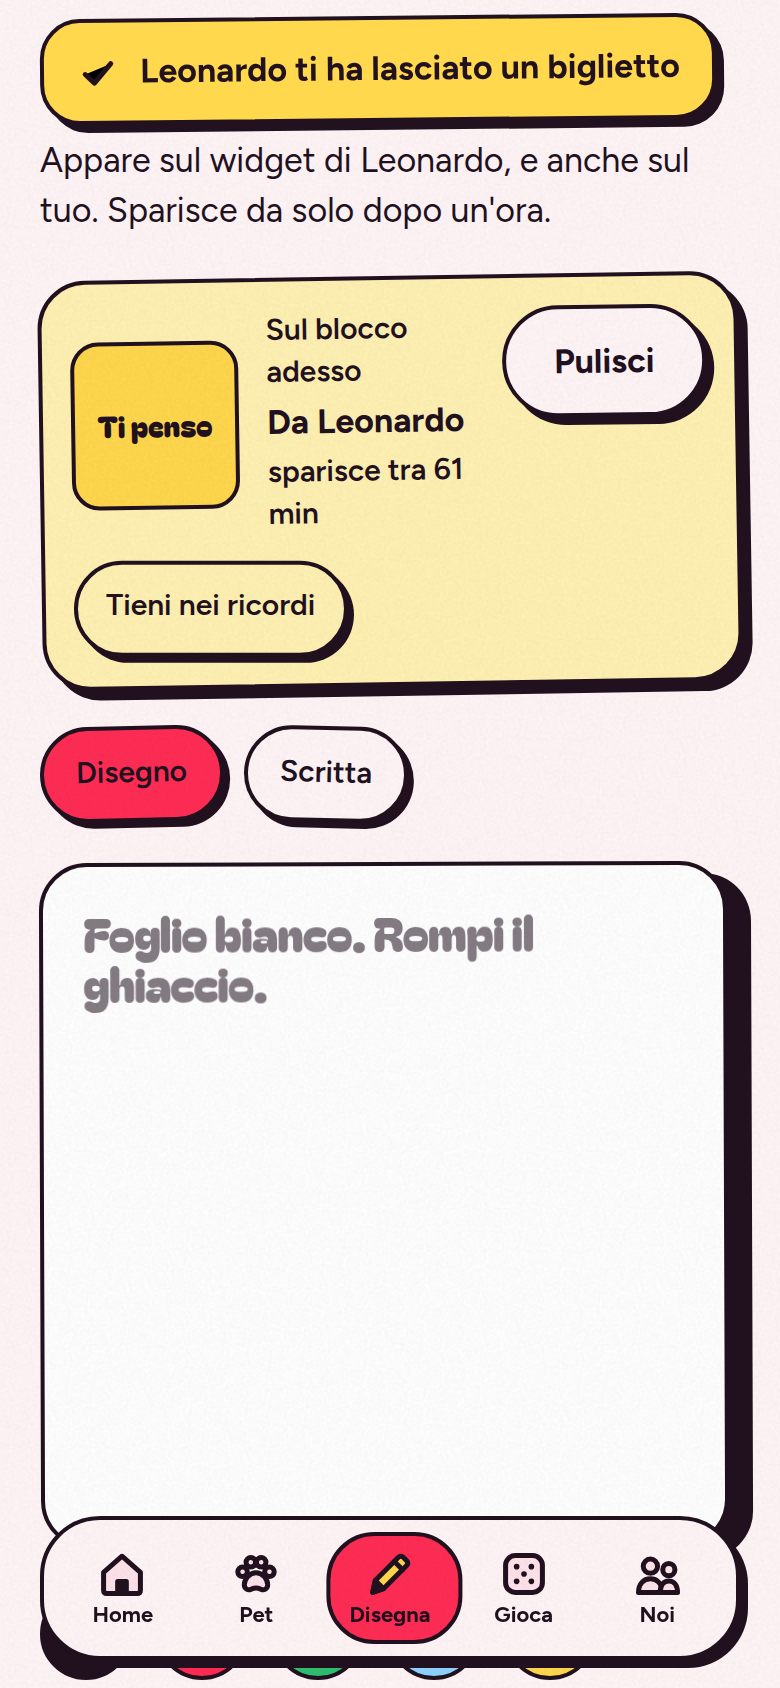 Leonardo ti ha lasciato un biglietto
Appare sul widget di Leonardo, e anche sul
tuo. Sparisce da solo dopo un'ora.
Ti penso
Sul blocco
adesso
Da Leonardo
sparisce tra 61
min
Pulisci
Tieni nei ricordi
Disegno
Scritta
Foglio bianco. Rompi il
ghiaccio.
Home
Pet
Disegna
Gioca
Noi